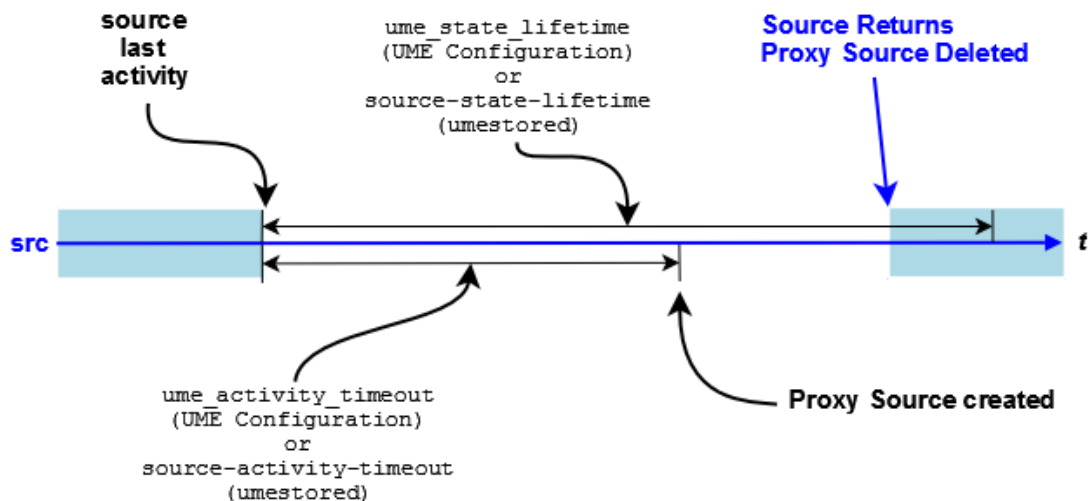 source
last
activity
ume_state_lifetime
(UME Configuration)
or
source-state-lifetime
(umestored)
Source Returns
Proxy Source Deleted
src
t
ume_activity_timeout
(UME Configuration)
or
source-activity-timeout
(umestored)
Proxy Source created